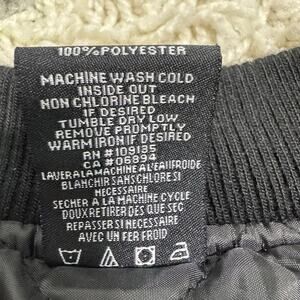 100% POLYESTER
MACHINE WASH COLD
INSIDE OUT
NON CHLORINE BLEACH
IF DESIRED
TUMBLE DRY LOW
REMOVE PROMPTLY
WARM IRON IF DESIRED
RN# 109135
CA# 06894
LAVER A LA MACHINE A L'EAU FROIDE
BLANCHIR SANS CHLORE SI
NECESSAIRE
SECHER A LA MACHINE CYCLE
DOUX RETIRER DES QUE SEC
REPASSER SI NECESSAIRE
AVEC UN FER FROID